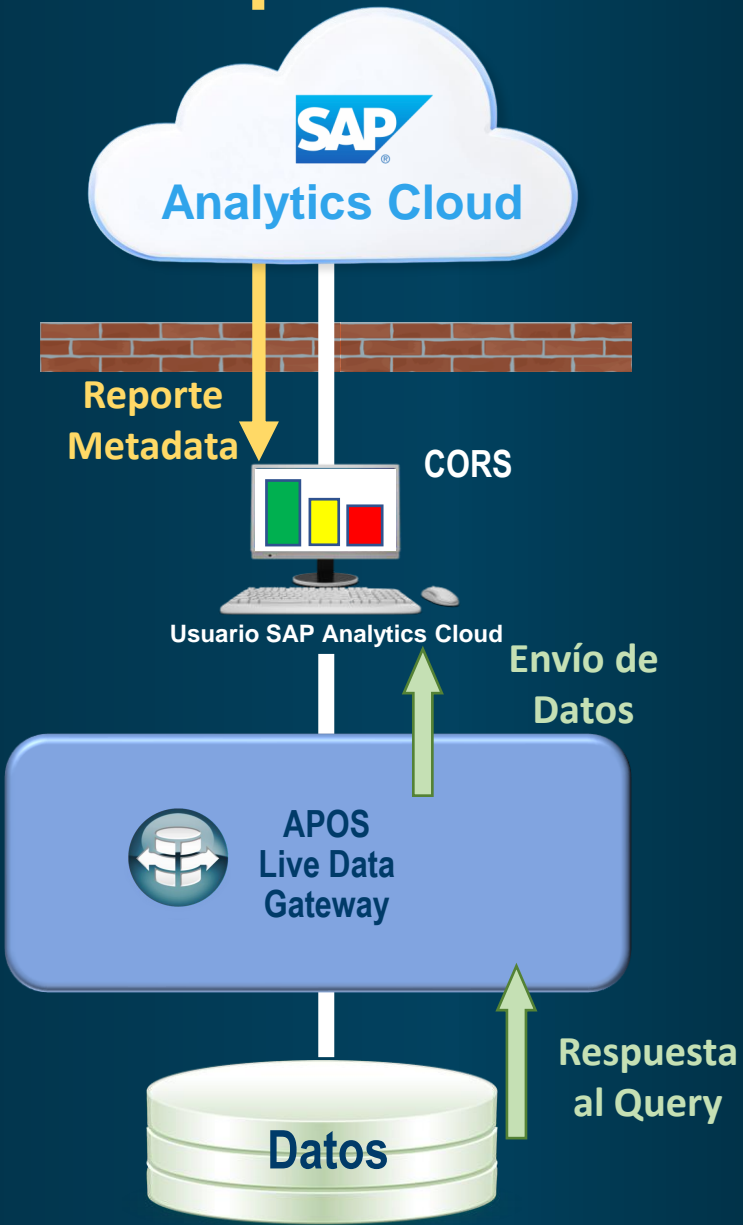 SAP
®
Analytics Cloud
Reporte
Metadata
CORS
Usuario SAP Analytics Cloud
Envío de
Datos
APOS
Live Data
Gateway
Respuesta
al Query
Datos